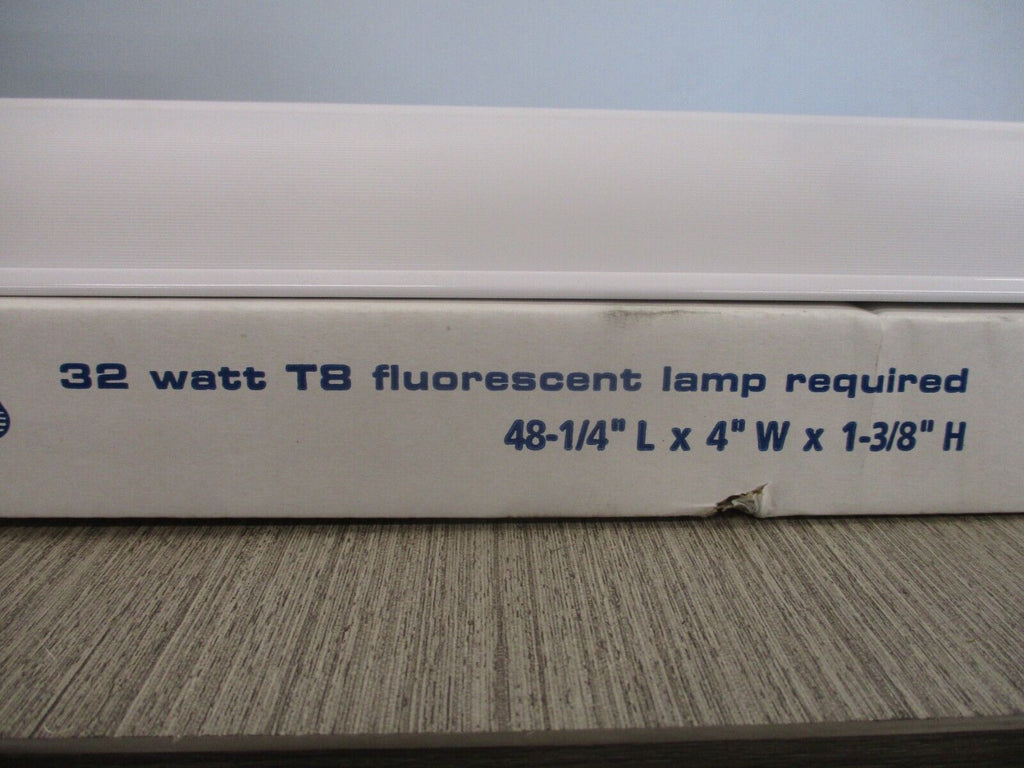 32 watt T8 fluorescent lamp required
48-1/4" L x 4" W x 1-3/8" H